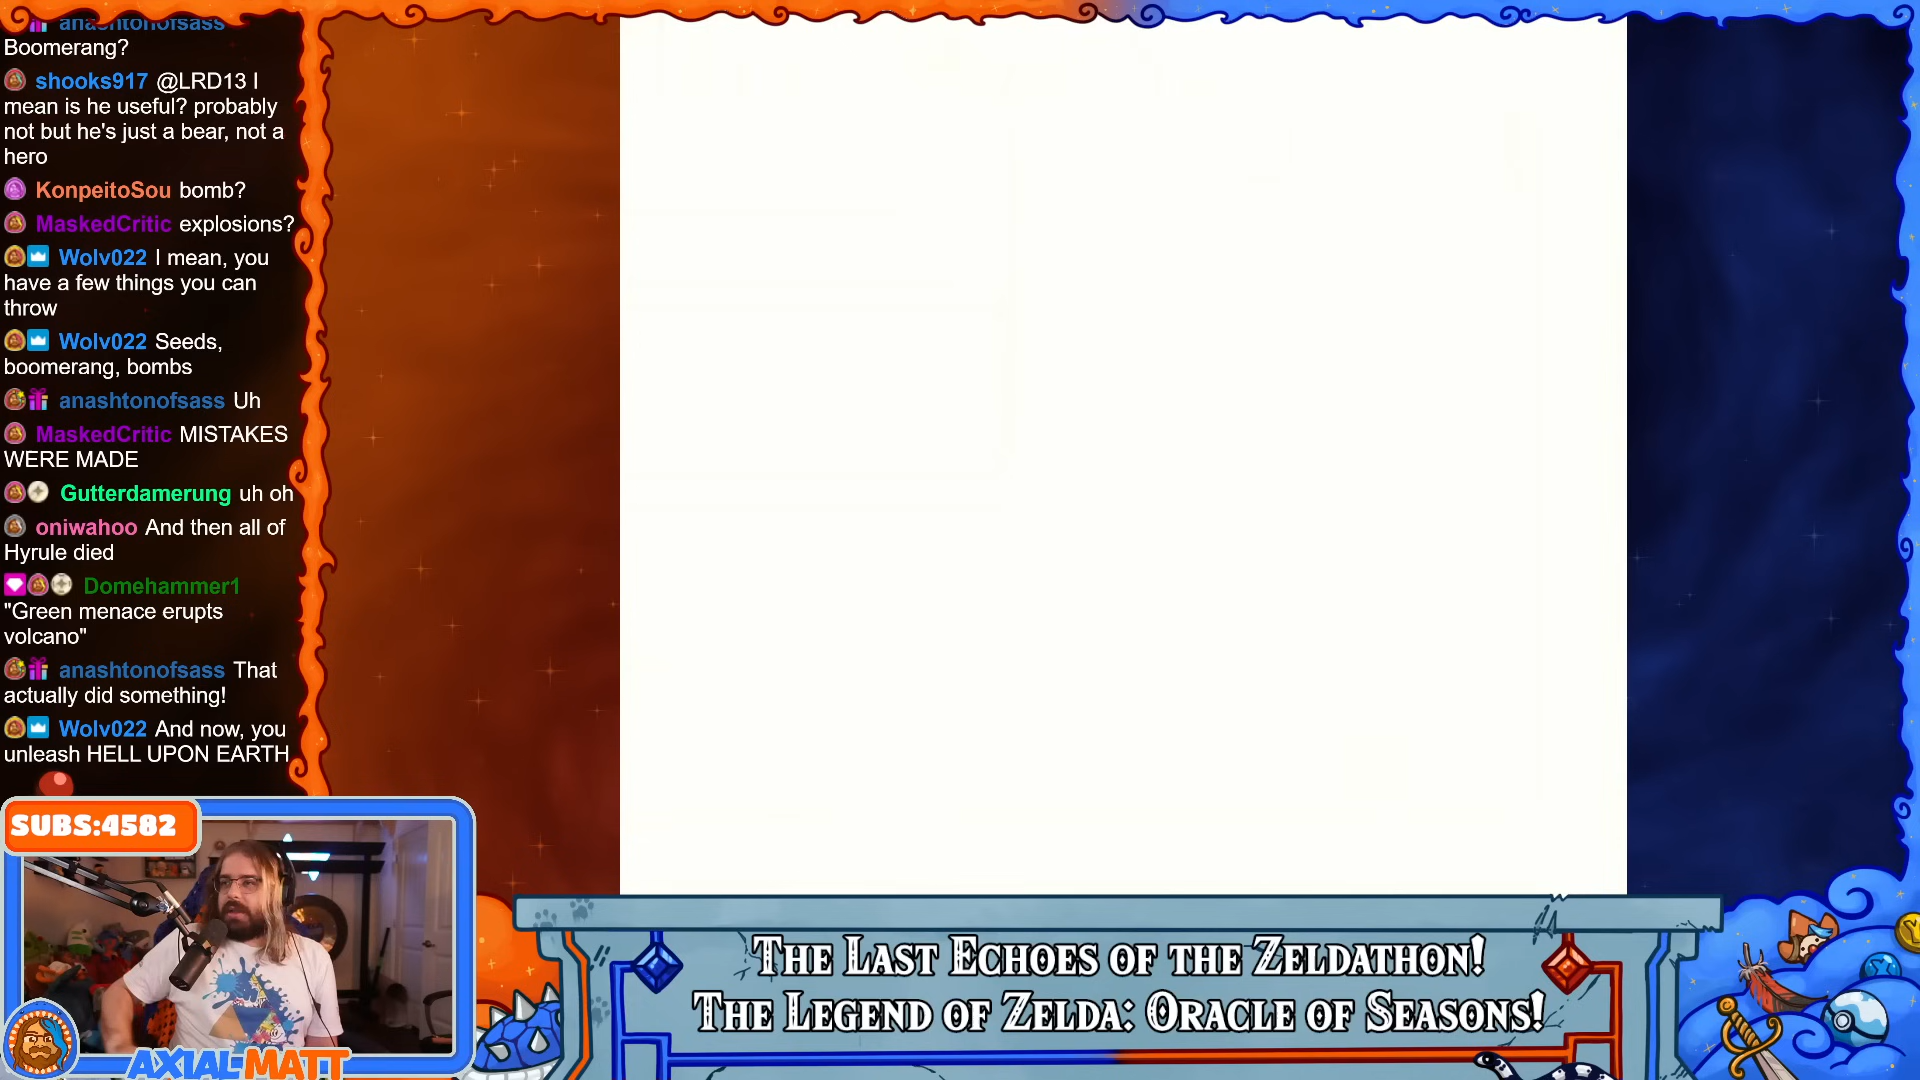 anashtonofsass
Boomerang?
shooks917 @LRD13 I
mean is he useful? probably
not but he's just a bear, not a
hero
KonpeitoSou bomb?
MaskedCritic explosions?
Wolv022 I mean, you
have a few things you can
throw
Wolv022 Seeds,
boomerang, bombs
anashtonofsass Uh
MaskedCritic MISTAKES
WERE MADE
Gutterdamerung uh oh
oniwahoo And then all of
Hyrule died
Domehammer1
"Green menace erupts
volcano"
anashtonofsass That
actually did something!
Wolv022 And now, you
unleash HELL UPON EARTH
SUBS:4582
AXIALMATT
The Last Echoes of the Zeldathon!
The Legend of Zelda: Oracle of Seasons!